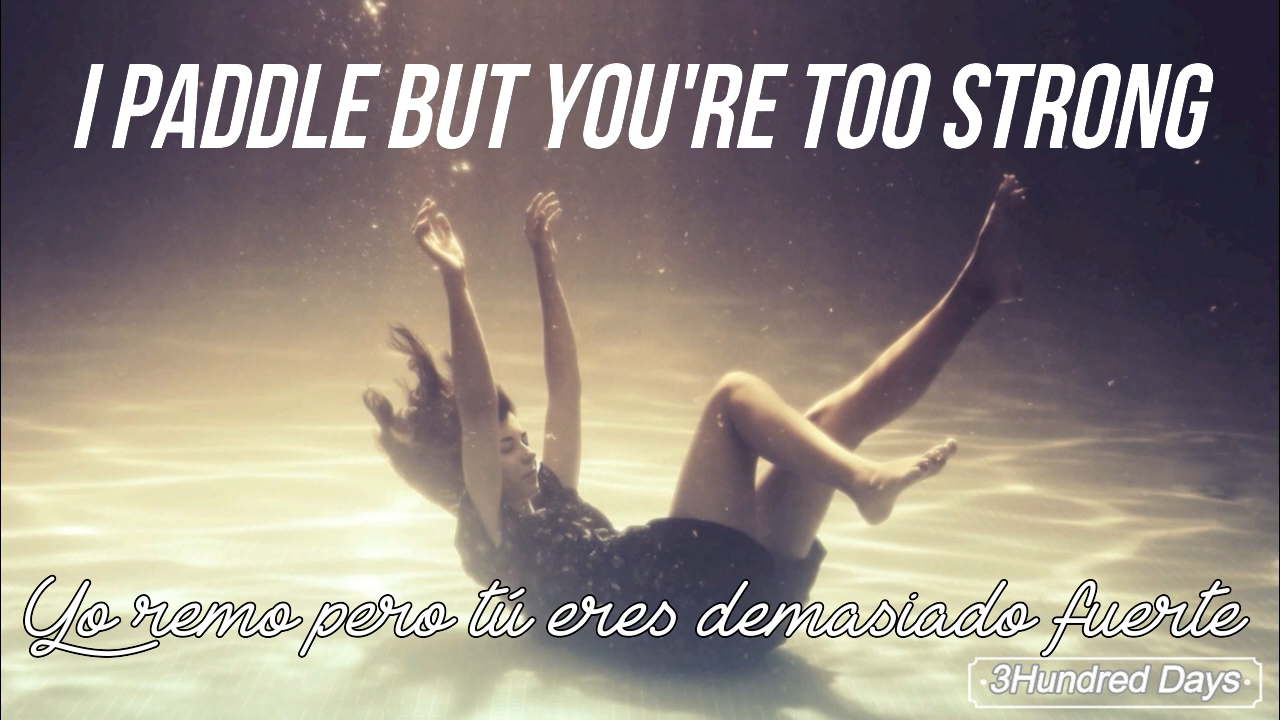 I PADDLE BUT YOU'RE TOO STRONG
Yo remo pero tú eres demasiado fuerte
·3Hundred Days·